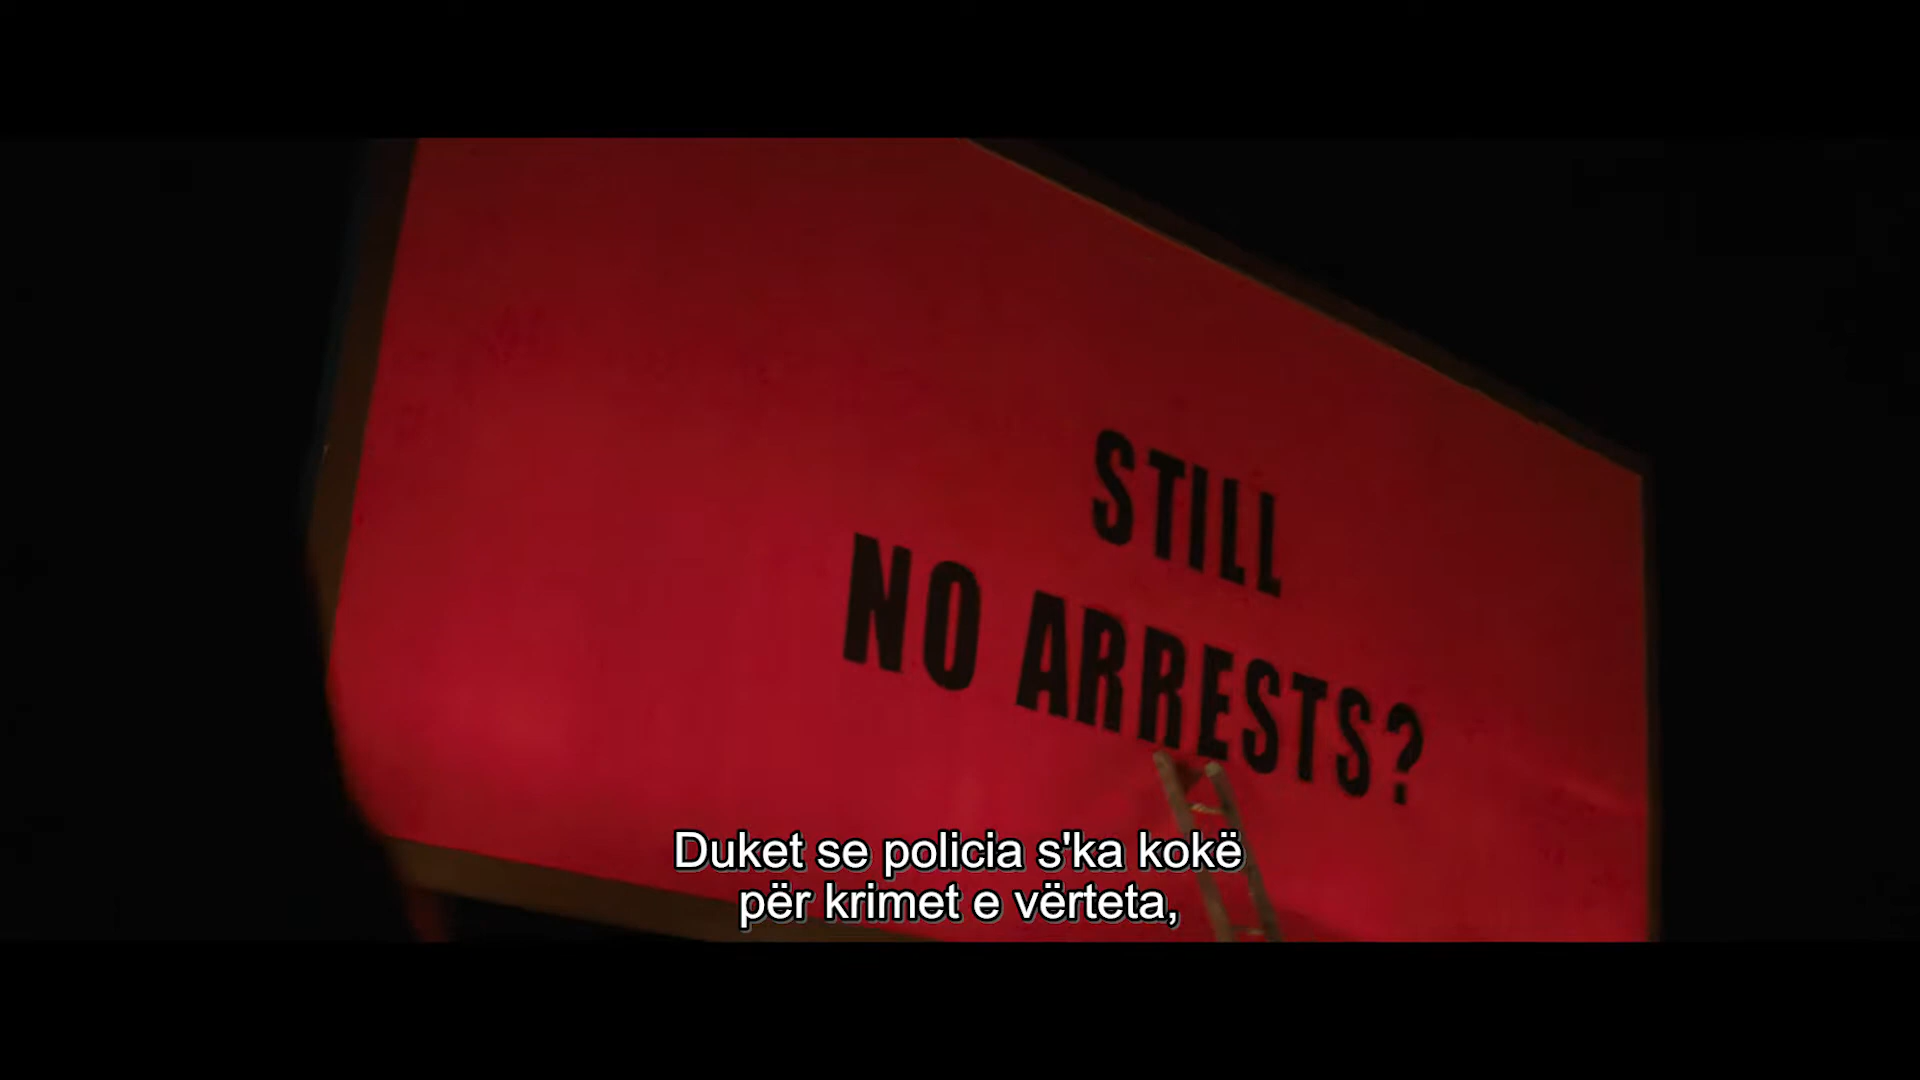 STILL
NO ARRESTS?
Duket se policia s'ka kokë
për krimet e vërteta,